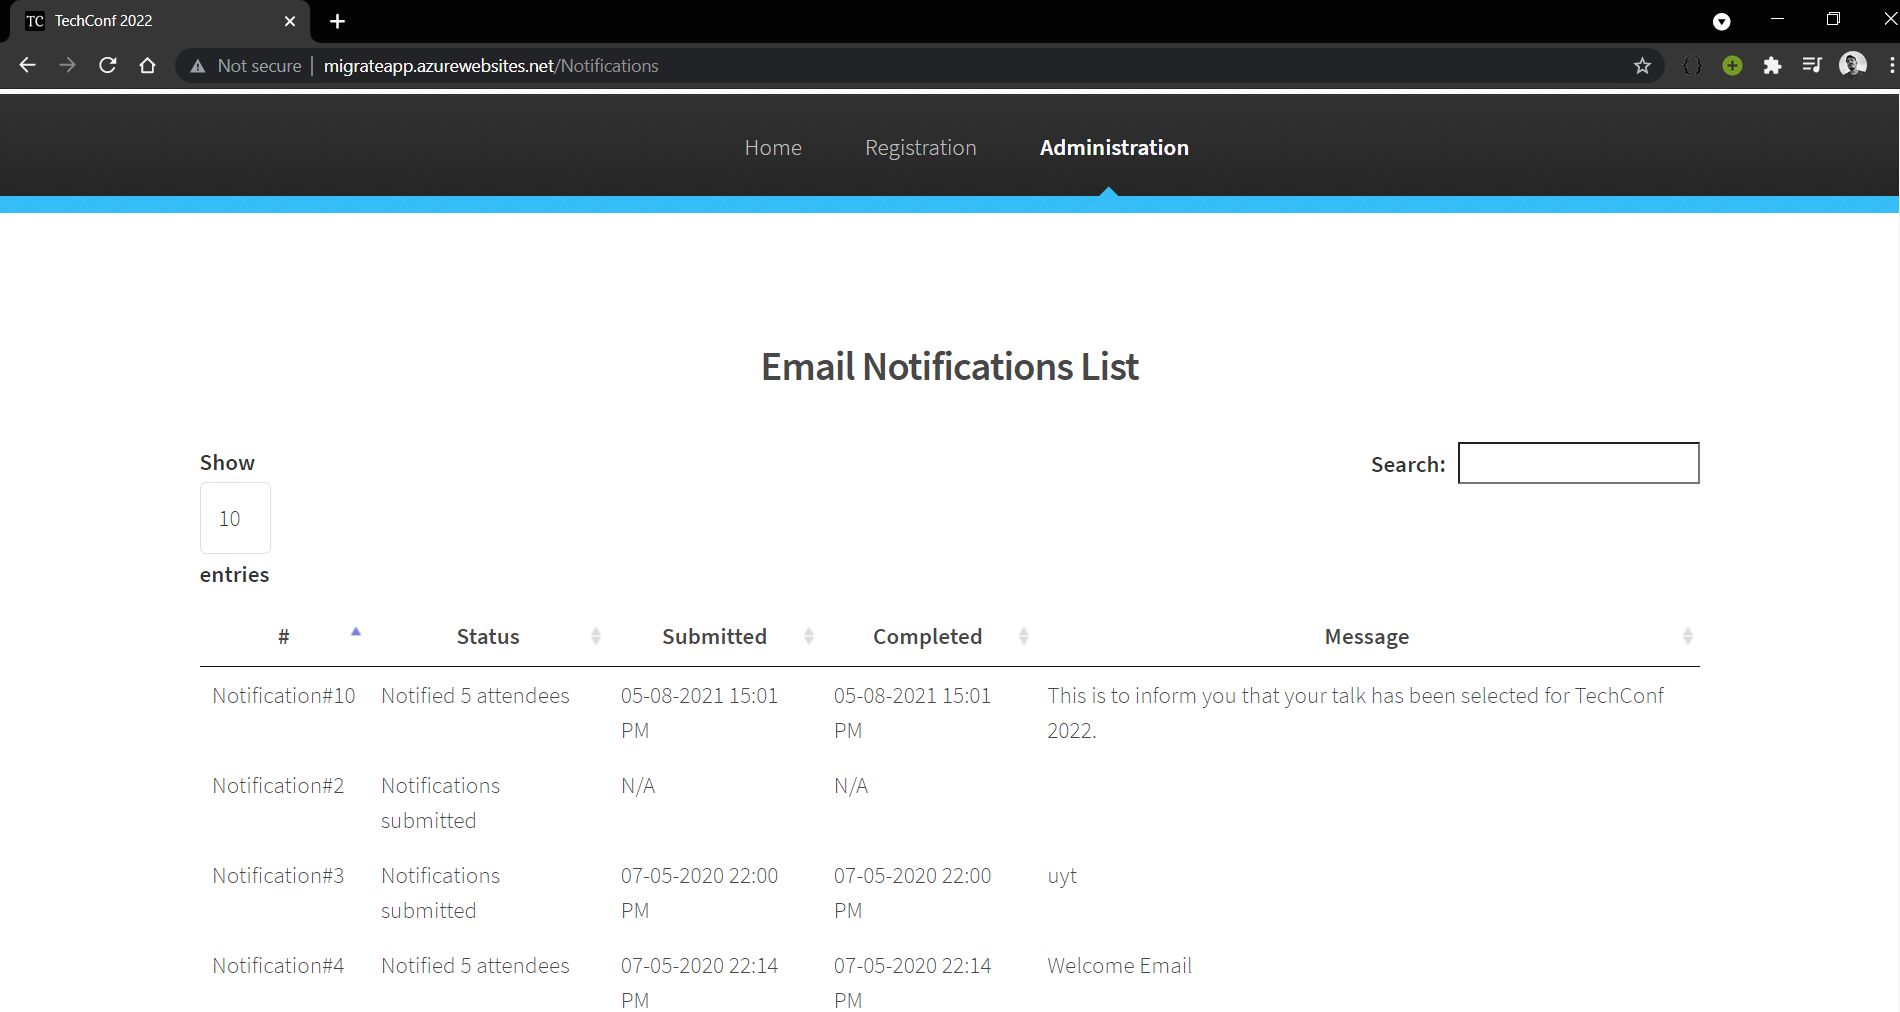 TC TechConf 2022
Not secure | migrateapp.azurewebsites.net/Notifications
Home Registration Administration
Email Notifications List
Show
Search:
10
entries
# Status Submitted Completed Message
Notification#10 Notified 5 attendees 05-08-2021 15:01 05-08-2021 15:01 This is to inform you that your talk has been selected for TechConf
PM PM 2022.
Notification#2 Notifications N/A N/A
submitted
Notification#3 Notifications 07-05-2020 22:00 07-05-2020 22:00 uyt
submitted PM PM
Notification#4 Notified 5 attendees 07-05-2020 22:14 07-05-2020 22:14 Welcome Email
PM PM